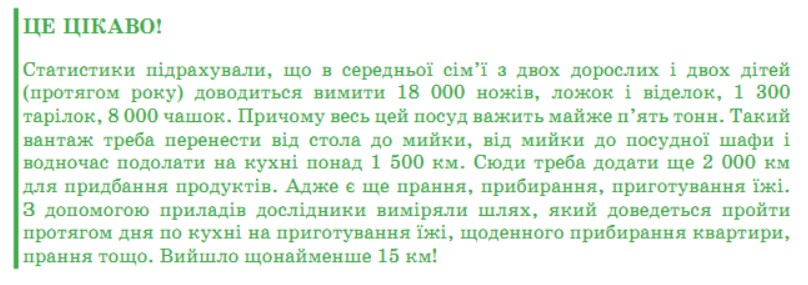 ЦЕ ЦІКАВО!
Статистики підрахували, що в середньої сім’ї з двох дорослих і двох дітей
(протягом року) доводиться вимити 18 000 ножів, ложок і виделок, 1 300
тарілок, 8 000 чашок. Причому весь цей посуд важить майже п’ять тонн. Такий
вантаж треба перенести від стола до мийки, від мийки до посудної шафи і
водночас подолати на кухні понад 1 500 км. Сюди треба додати ще 2 000 км
для придбання продуктів. Адже є ще прання, прибирання, приготування їжі.
З допомогою приладів дослідники виміряли шлях, який доведеться пройти
протягом дня по кухні на приготування їжі, щоденного прибирання квартири,
прання тощо. Вийшло щонайменше 15 км!